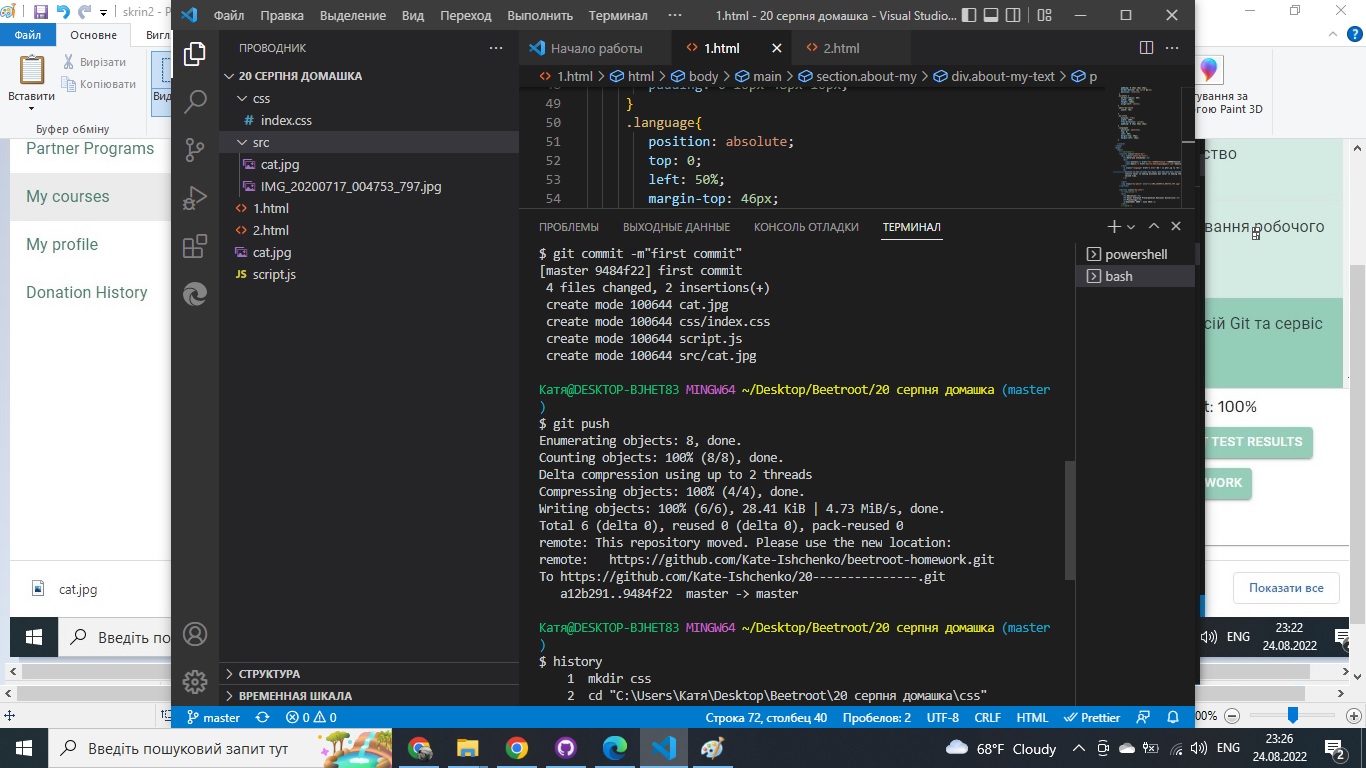 skrin2 - P
Файл
Основне
Вигл
Вставити
Вирізати
Копіювати
Вид
Буфер обміну
Partner Programs
My courses
My profile
Donation History
cat.jpg
Введіть по
Файл Правка Выделение Вид Переход Выполнить Терминал ··· 1.html - 20 серпня домашка - Visual Studio...
ПРОВОДНИК ···
20 СЕРПНЯ ДОМАШКА
css
# index.css
src
cat.jpg
IMG_20200717_004753_797.jpg
<> 1.html
<> 2.html
cat.jpg
JS script.js
СТРУКТУРА
ВРЕМЕННАЯ ШКАЛА
Начало работы <> 1.html <> 2.html ···
<> 1.html > html > body > main > section.about-my > div.about-my-text > p
49 }
50 .language{
51 position: absolute;
52 top: 0;
53 left: 50%;
54 margin-top: 46px;
ПРОБЛЕМЫ ВЫХОДНЫЕ ДАННЫЕ КОНСОЛЬ ОТЛАДКИ ТЕРМИНАЛ
powershell
bash
$ git commit -m"first commit"
[master 9484f22] first commit
4 files changed, 2 insertions(+)
create mode 100644 cat.jpg
create mode 100644 css/index.css
create mode 100644 script.js
create mode 100644 src/cat.jpg
Катя@DESKTOP-BJHET83 MINGW64 ~/Desktop/Beetroot/20 серпня домашка (master
)
$ git push
Enumerating objects: 8, done.
Counting objects: 100% (8/8), done.
Delta compression using up to 2 threads
Compressing objects: 100% (4/4), done.
Writing objects: 100% (6/6), 28.41 KiB | 4.73 MiB/s, done.
Total 6 (delta 0), reused 0 (delta 0), pack-reused 0
remote: This repository moved. Please use the new location:
remote:   https://github.com/Kate-Ishchenko/beetroot-homework.git
To https://github.com/Kate-Ishchenko/20---------------.git
a12b291..9484f22  master -> master
Катя@DESKTOP-BJHET83 MINGW64 ~/Desktop/Beetroot/20 серпня домашка (master
)
$ history
1  mkdir css
2  cd "C:\Users\Катя\Desktop\Beetroot\20 серпня домашка\css"
master 0 0 Строка 72, столбец 40 Пробелов: 2 UTF-8 CRLF HTML Prettier
ування за
гою Paint 3D
ство
вання робочого
сій Git та сервіс
t: 100%
TEST RESULTS
WORK
Показати все
ENG
23:22
24.08.2022
00%
Введіть пошуковий запит тут
68°F Cloudy
ENG
23:26
24.08.2022
2